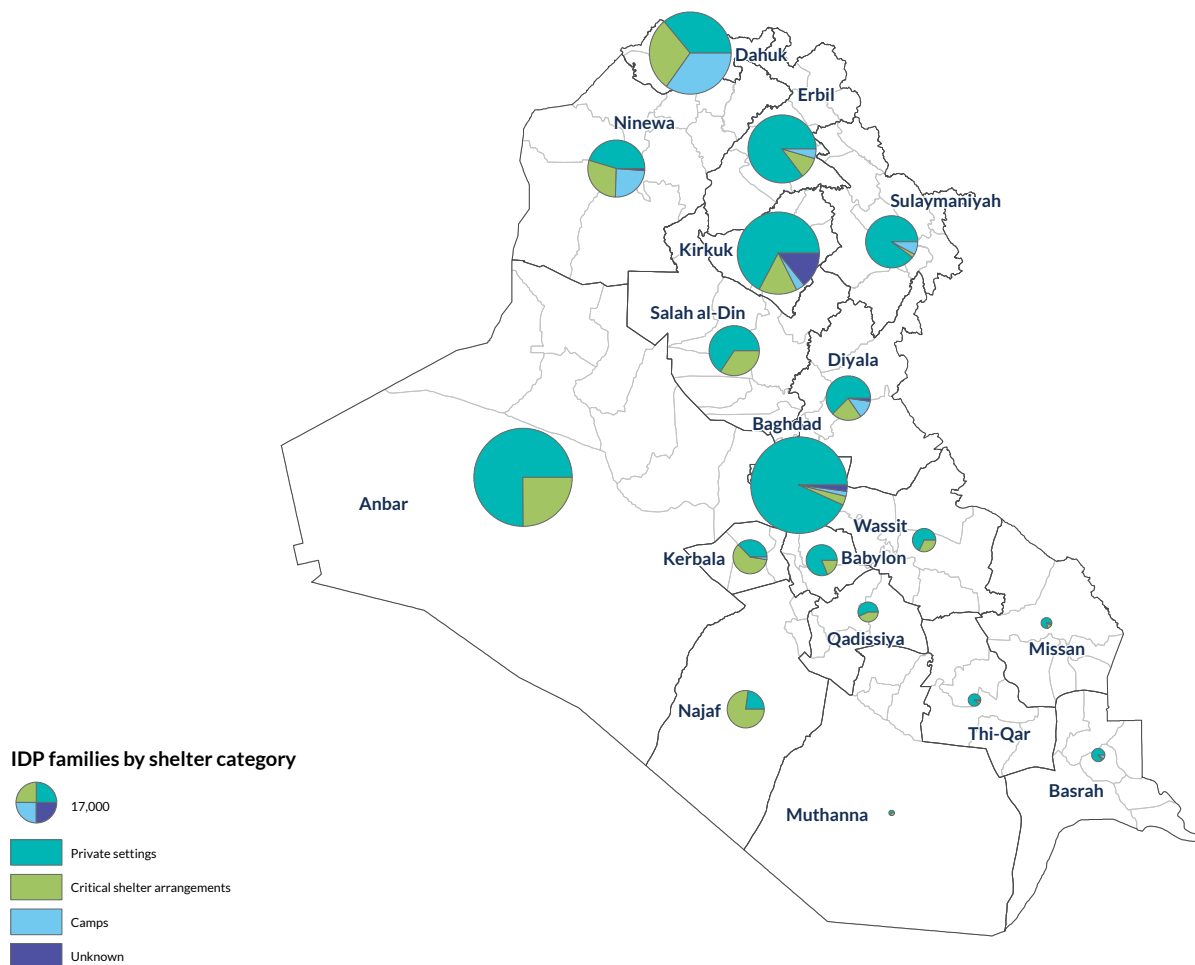 Dahuk
Erbil
Ninewa
Sulaymaniyah
Kirkuk
Salah al-Din
Diyala
Baghdad
Anbar
Wassit
Kerbala
Babylon
Qadissiya
Missan
Najaf
Thi-Qar
Basrah
Muthanna
IDP families by shelter category
17,000
Private settings
Critical shelter arrangements
Camps
Unknown